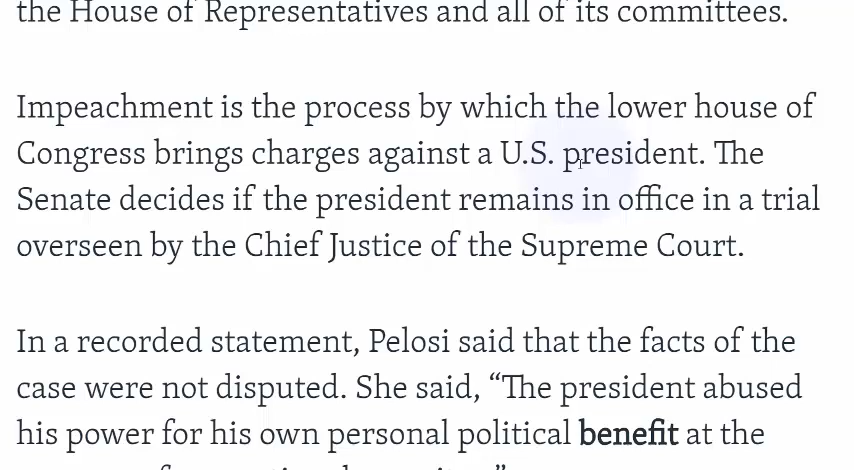 the House of Representatives and all of its committees.
Impeachment is the process by which the lower house of
Congress brings charges against a U.S. president. The
Senate decides if the president remains in office in a trial
overseen by the Chief Justice of the Supreme Court.
In a recorded statement, Pelosi said that the facts of the
case were not disputed. She said, “The president abused
his power for his own personal political benefit at the